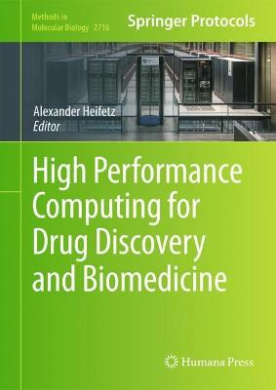 Methods in
Molecular Biology 2716
Springer Protocols
Alexander Heifetz
Editor
High Performance
Computing for
Drug Discovery
and Biomedicine
Humana Press